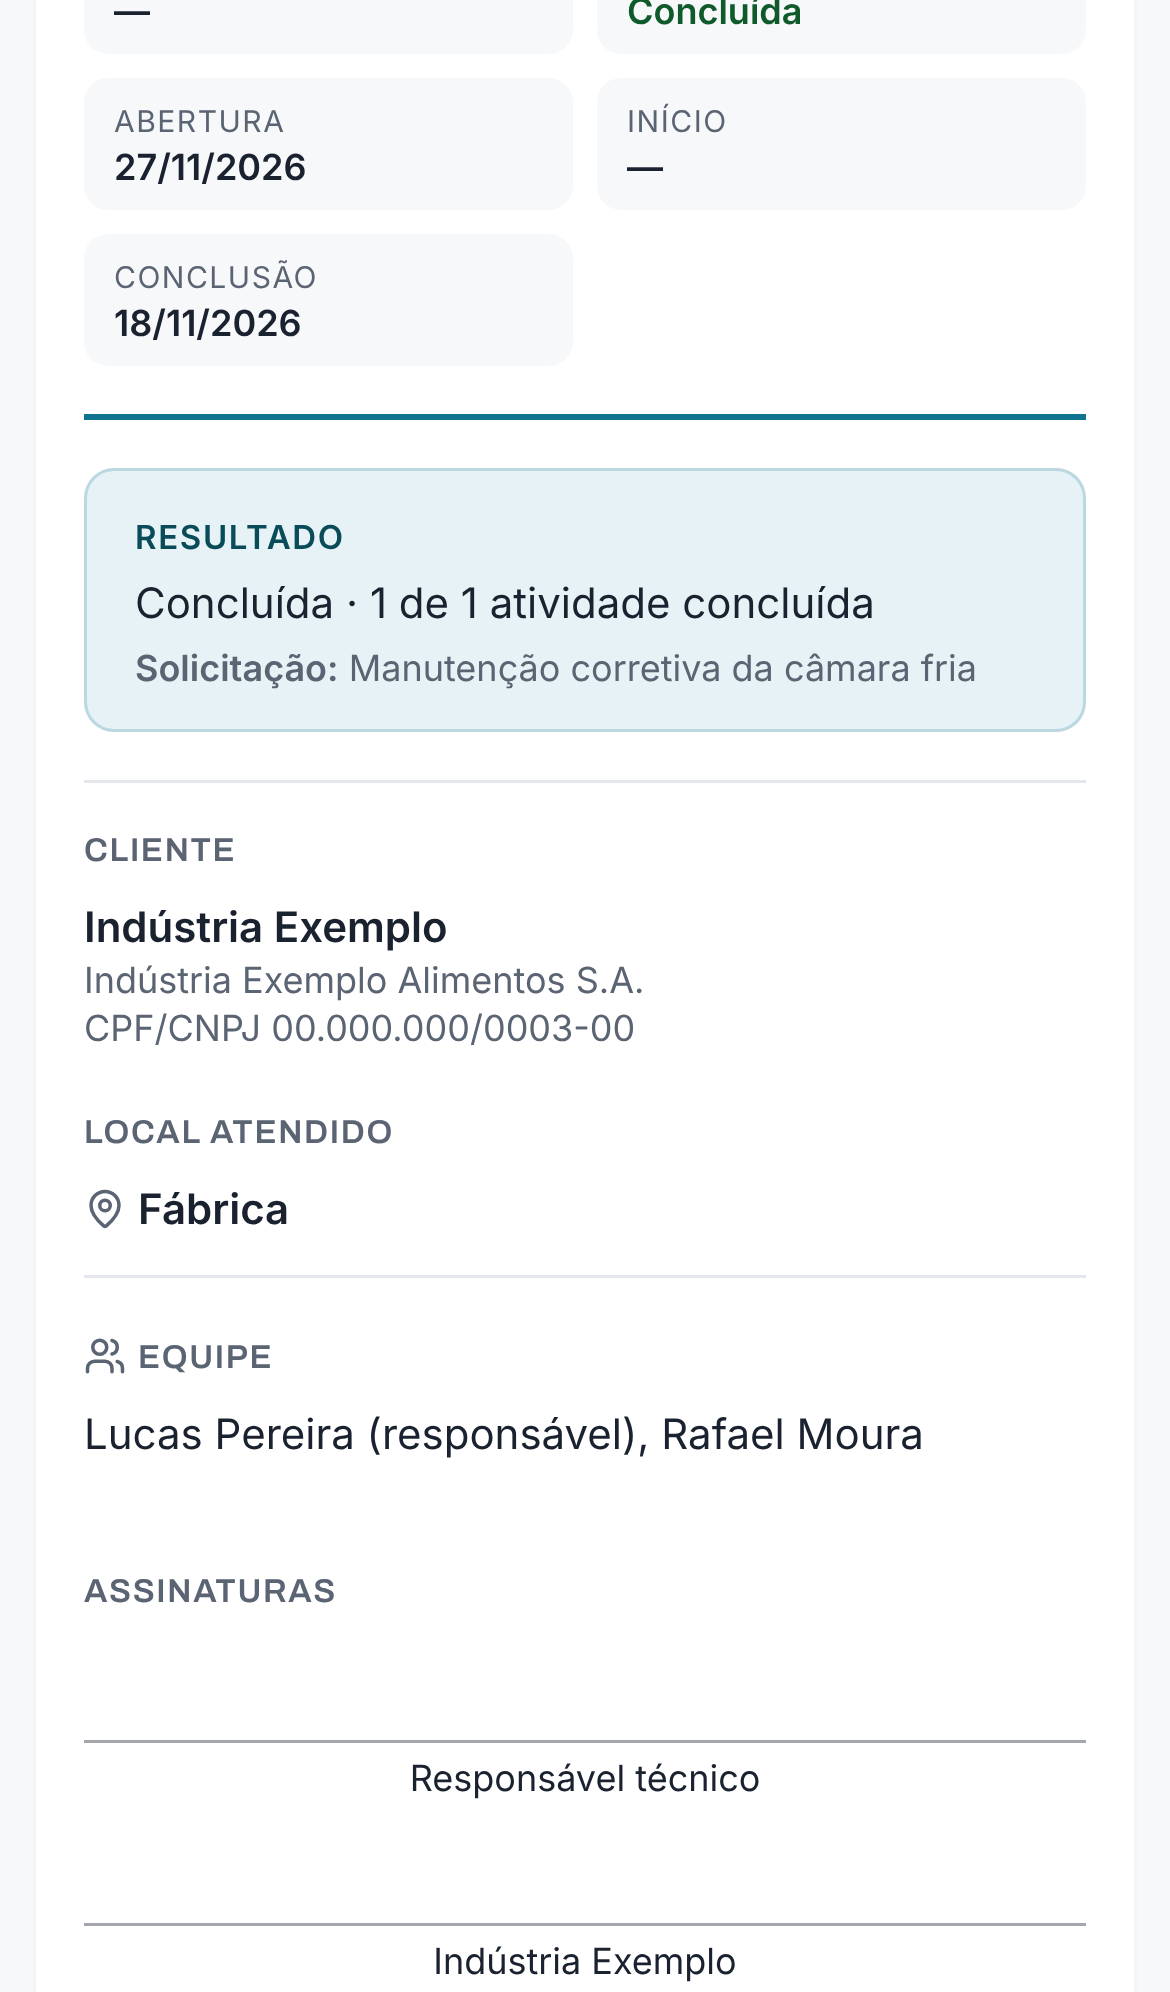 —
Concluída
ABERTURA
27/11/2026
INÍCIO
—
CONCLUSÃO
18/11/2026
RESULTADO
Concluída · 1 de 1 atividade concluída
Solicitação: Manutenção corretiva da câmara fria
CLIENTE
Indústria Exemplo
Indústria Exemplo Alimentos S.A.
CPF/CNPJ 00.000.000/0003-00
LOCAL ATENDIDO
Fábrica
EQUIPE
Lucas Pereira (responsável), Rafael Moura
ASSINATURAS
Responsável técnico
Indústria Exemplo